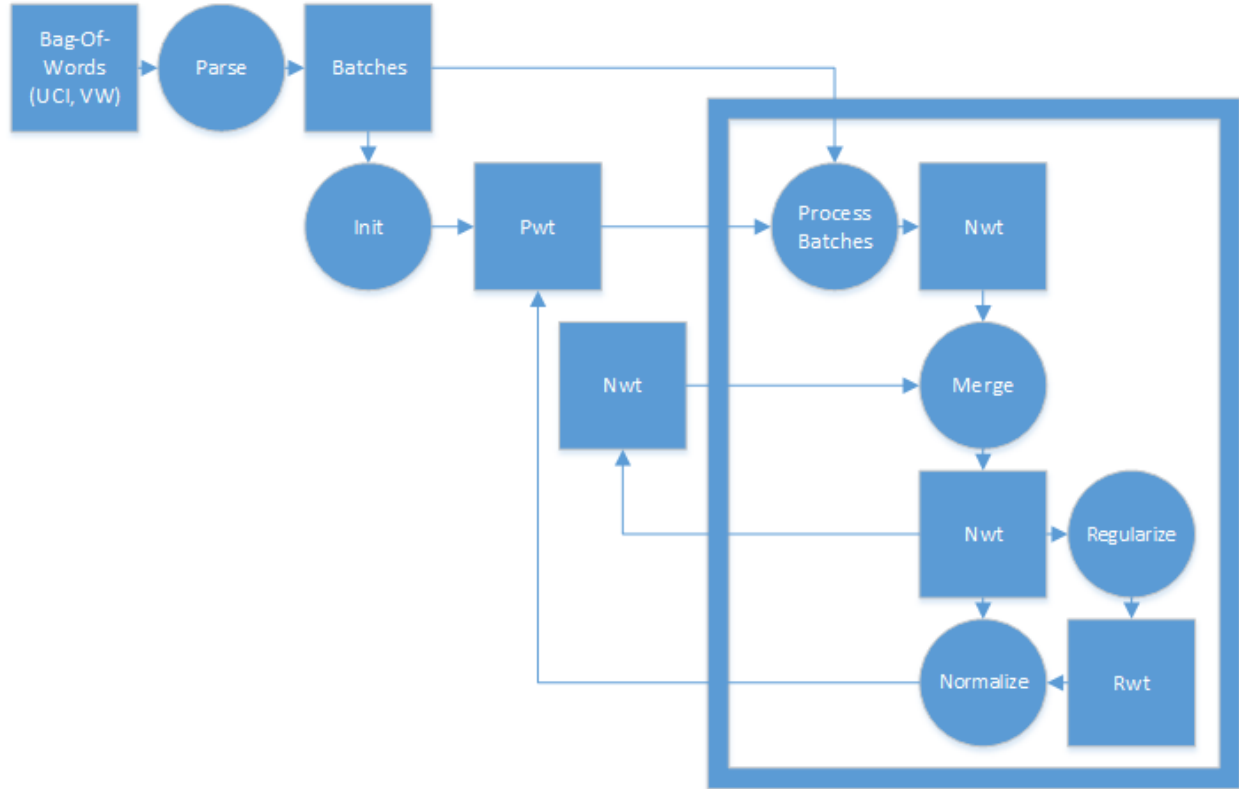 Bag-Of-
Words
(UCI, VW)
Parse
Batches
Init
Pwt
Process
Batches
Nwt
Nwt
Merge
Nwt
Regularize
Normalize
Rwt